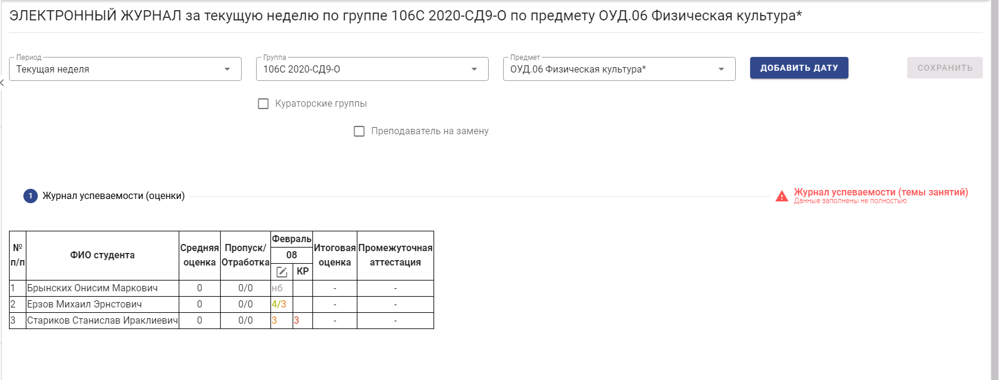 ЭЛЕКТРОННЫЙ ЖУРНАЛ за текущую неделю по группе 106С 2020-СД9-О по предмету ОУД.06 Физическая культура*
Период
Текущая неделя
Группа
106С 2020-СД9-О
Предмет
ОУД.06 Физическая культура*
ДОБАВИТЬ ДАТУ
СОХРАНИТЬ
Кураторские группы
Преподаватель на замену
1 Журнал успеваемости (оценки)
Журнал успеваемости (темы занятий)
Данные заполнены не полностью
№ п/п ФИО студента Средняя оценка Пропуск/ Отработка Февраль 08 КР Итоговая оценка Промежуточная аттестация
1 Брынских Онисим Маркович 0 0/0 нб - -
2 Ерзов Михаил Эрнстович 0 0/0 4/3 - -
3 Стариков Станислав Ираклиевич 0 0/0 3 3 - -